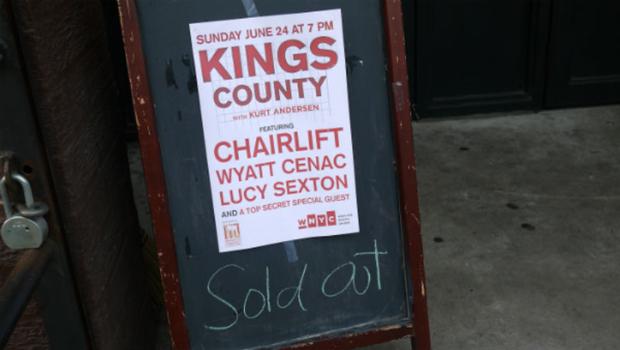 SUNDAY JUNE 24 AT 7 PM
KINGS
COUNTY
WITH KURT ANDERSEN
FEATURING
CHAIRLIFT
WYATT CENAC
LUCY SEXTON
AND A TOP SECRET SPECIAL GUEST
WNYC
Sold out